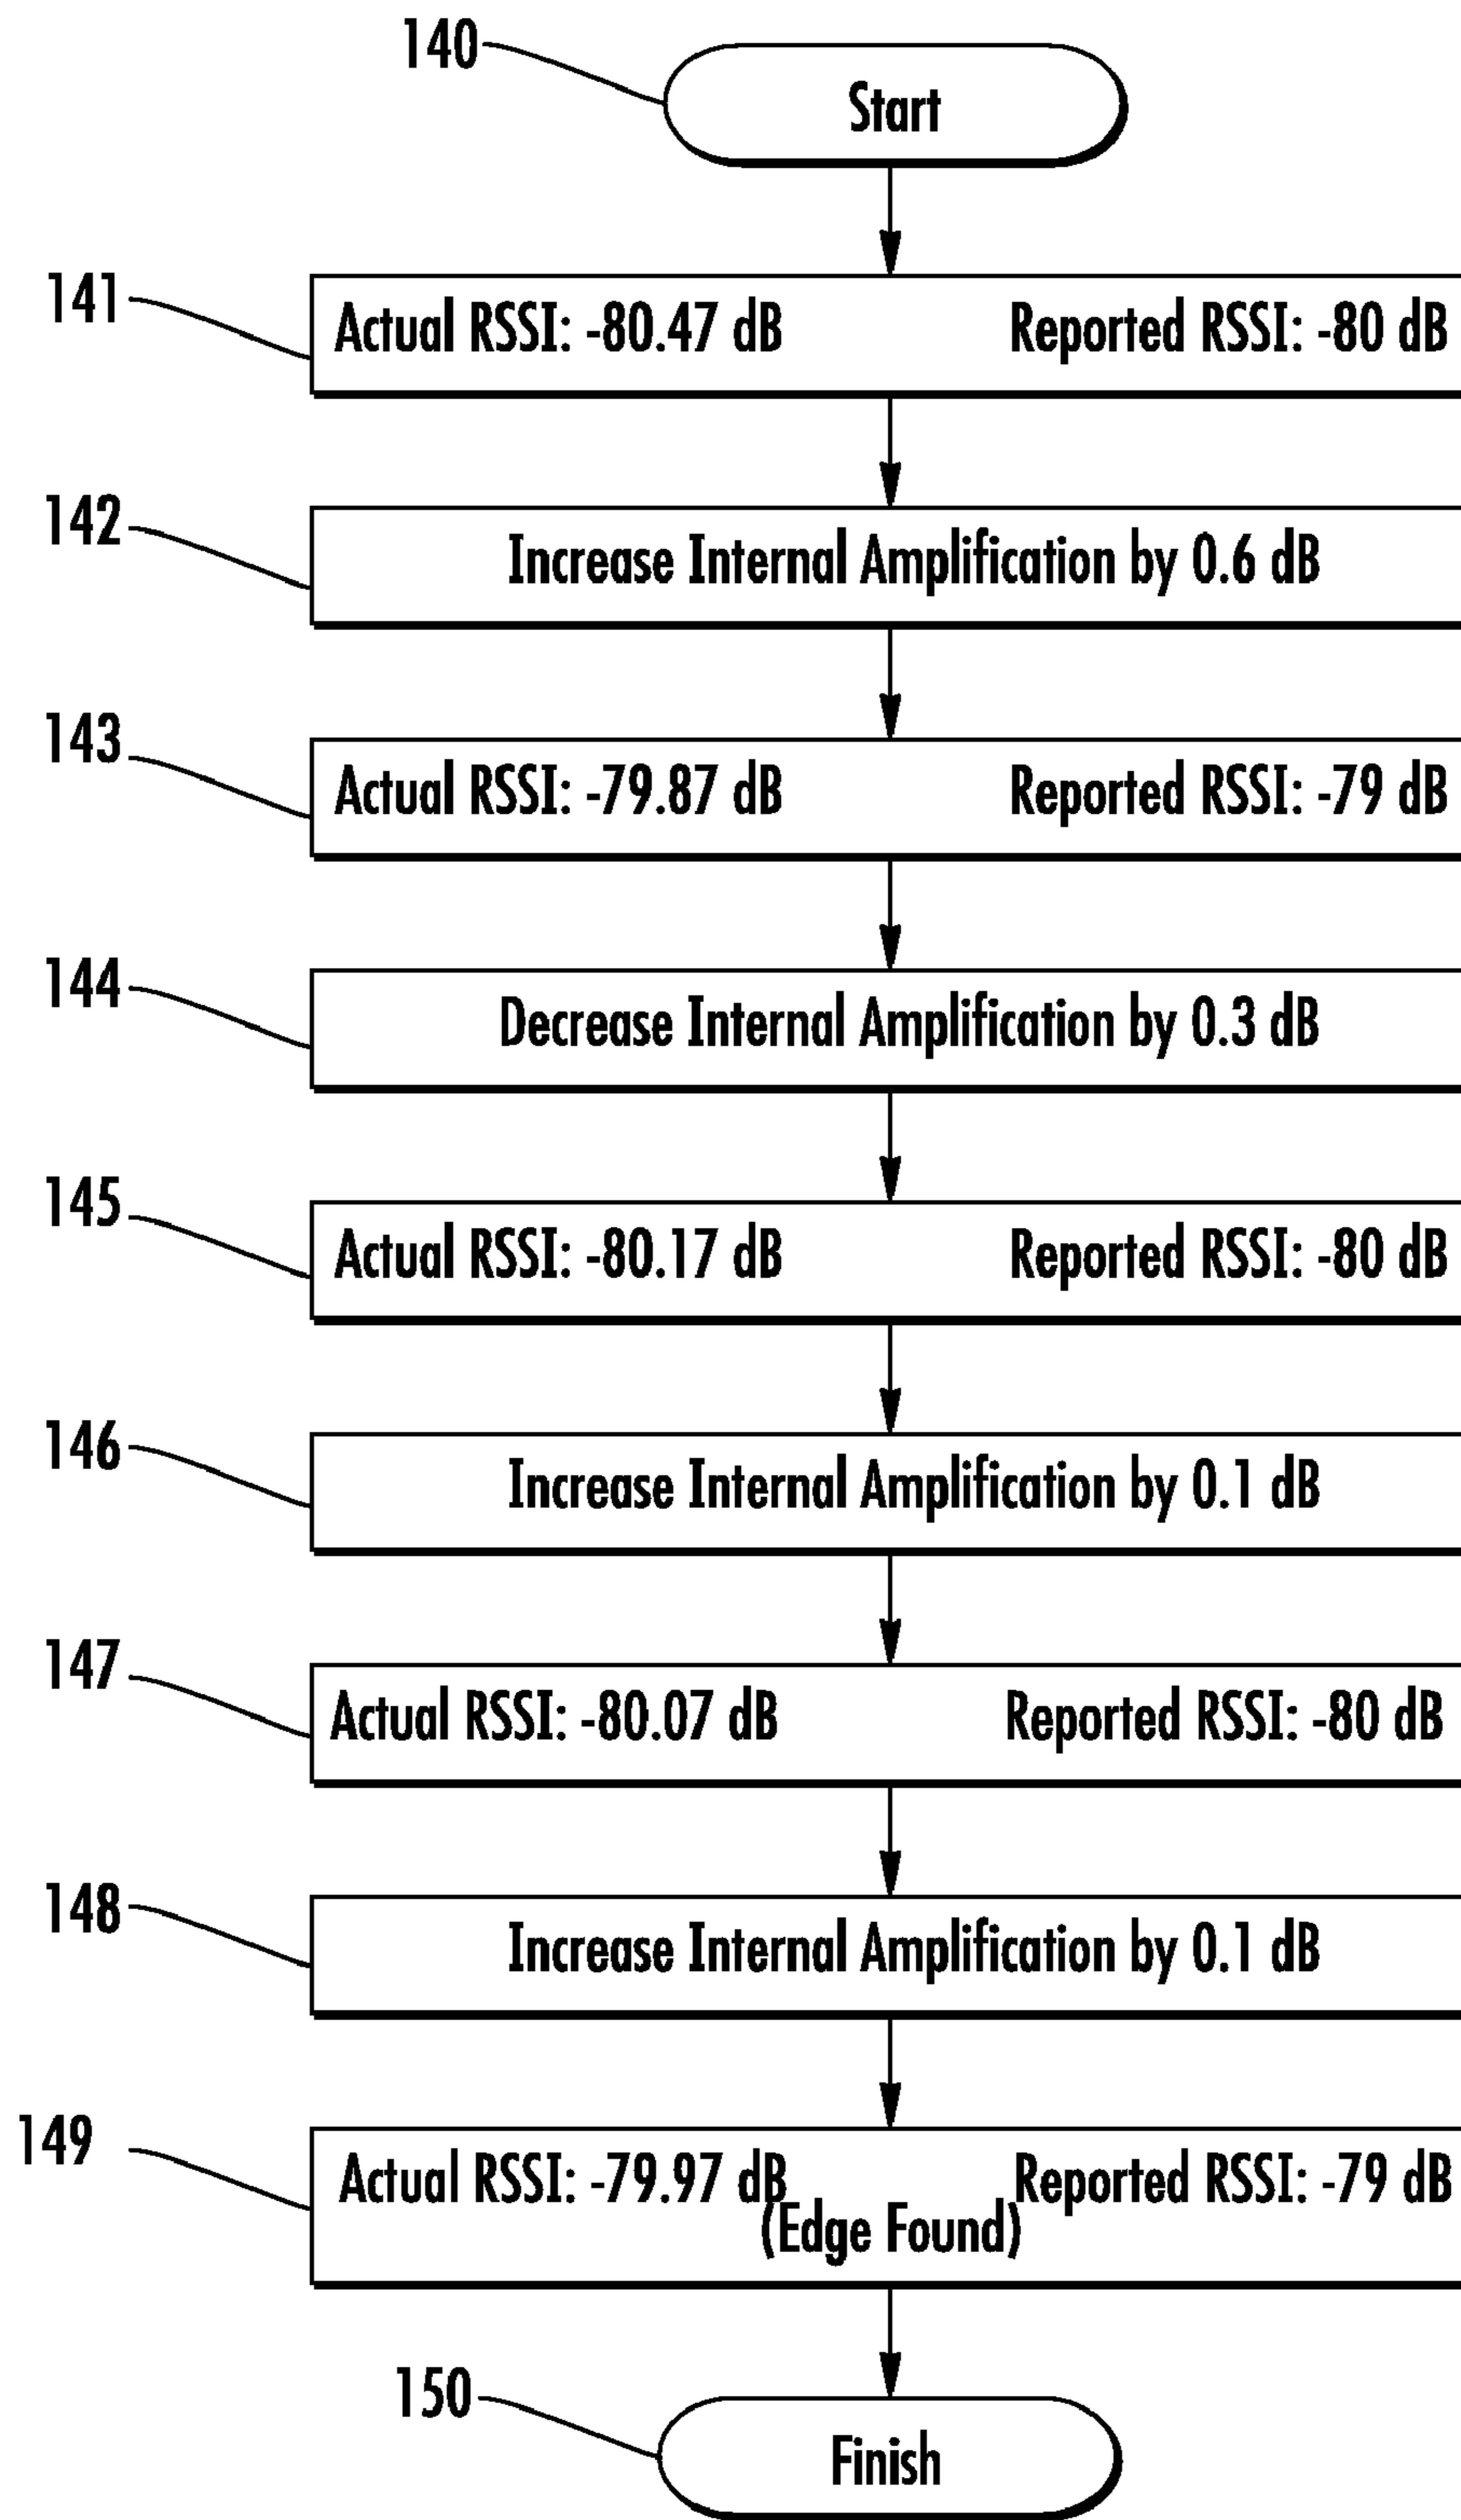 140
Start
141
Actual RSSI: -80.47 dB Reported RSSI: -80 dB
142
Increase Internal Amplification by 0.6 dB
143
Actual RSSI: -79.87 dB Reported RSSI: -79 dB
144
Decrease Internal Amplification by 0.3 dB
145
Actual RSSI: -80.17 dB Reported RSSI: -80 dB
146
Increase Internal Amplification by 0.1 dB
147
Actual RSSI: -80.07 dB Reported RSSI: -80 dB
148
Increase Internal Amplification by 0.1 dB
149
Actual RSSI: -79.97 dB Reported RSSI: -79 dB
(Edge Found)
150
Finish